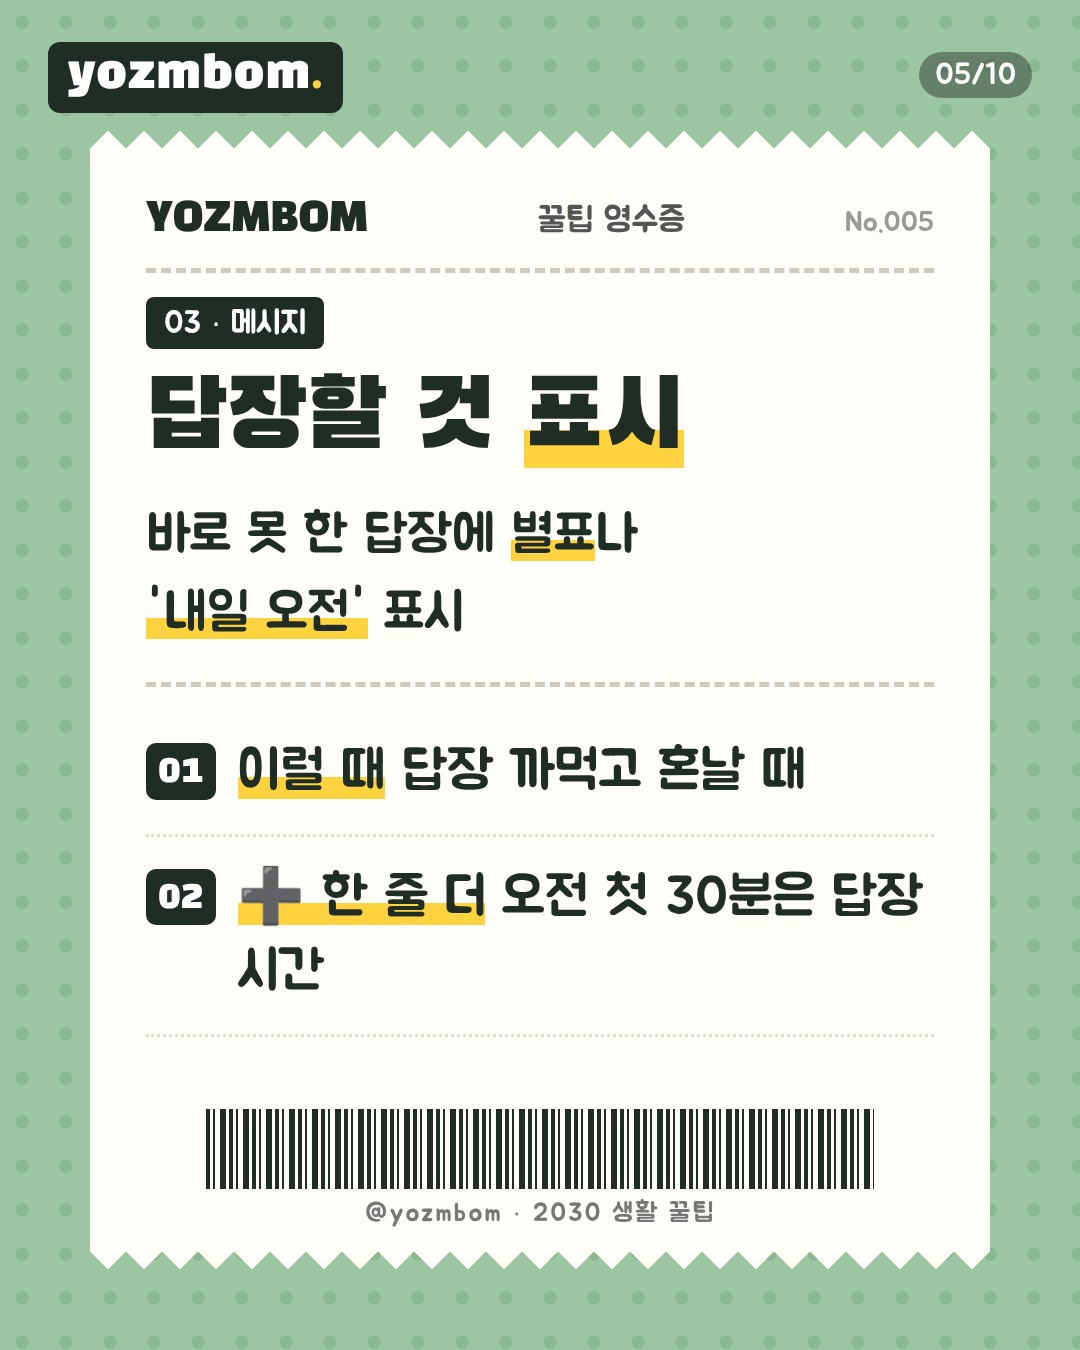 yozmbom.
05/10
YOZMBOM 꿀팁 영수증 No.005
03 · 메시지
답장할 것 표시
바로 못 한 답장에 별표나
'내일 오전' 표시
01 이럴 때 답장 까먹고 혼날 때
02 ➕ 한 줄 더 오전 첫 30분은 답장
시간
@yozmbom · 2030 생활 꿀팁